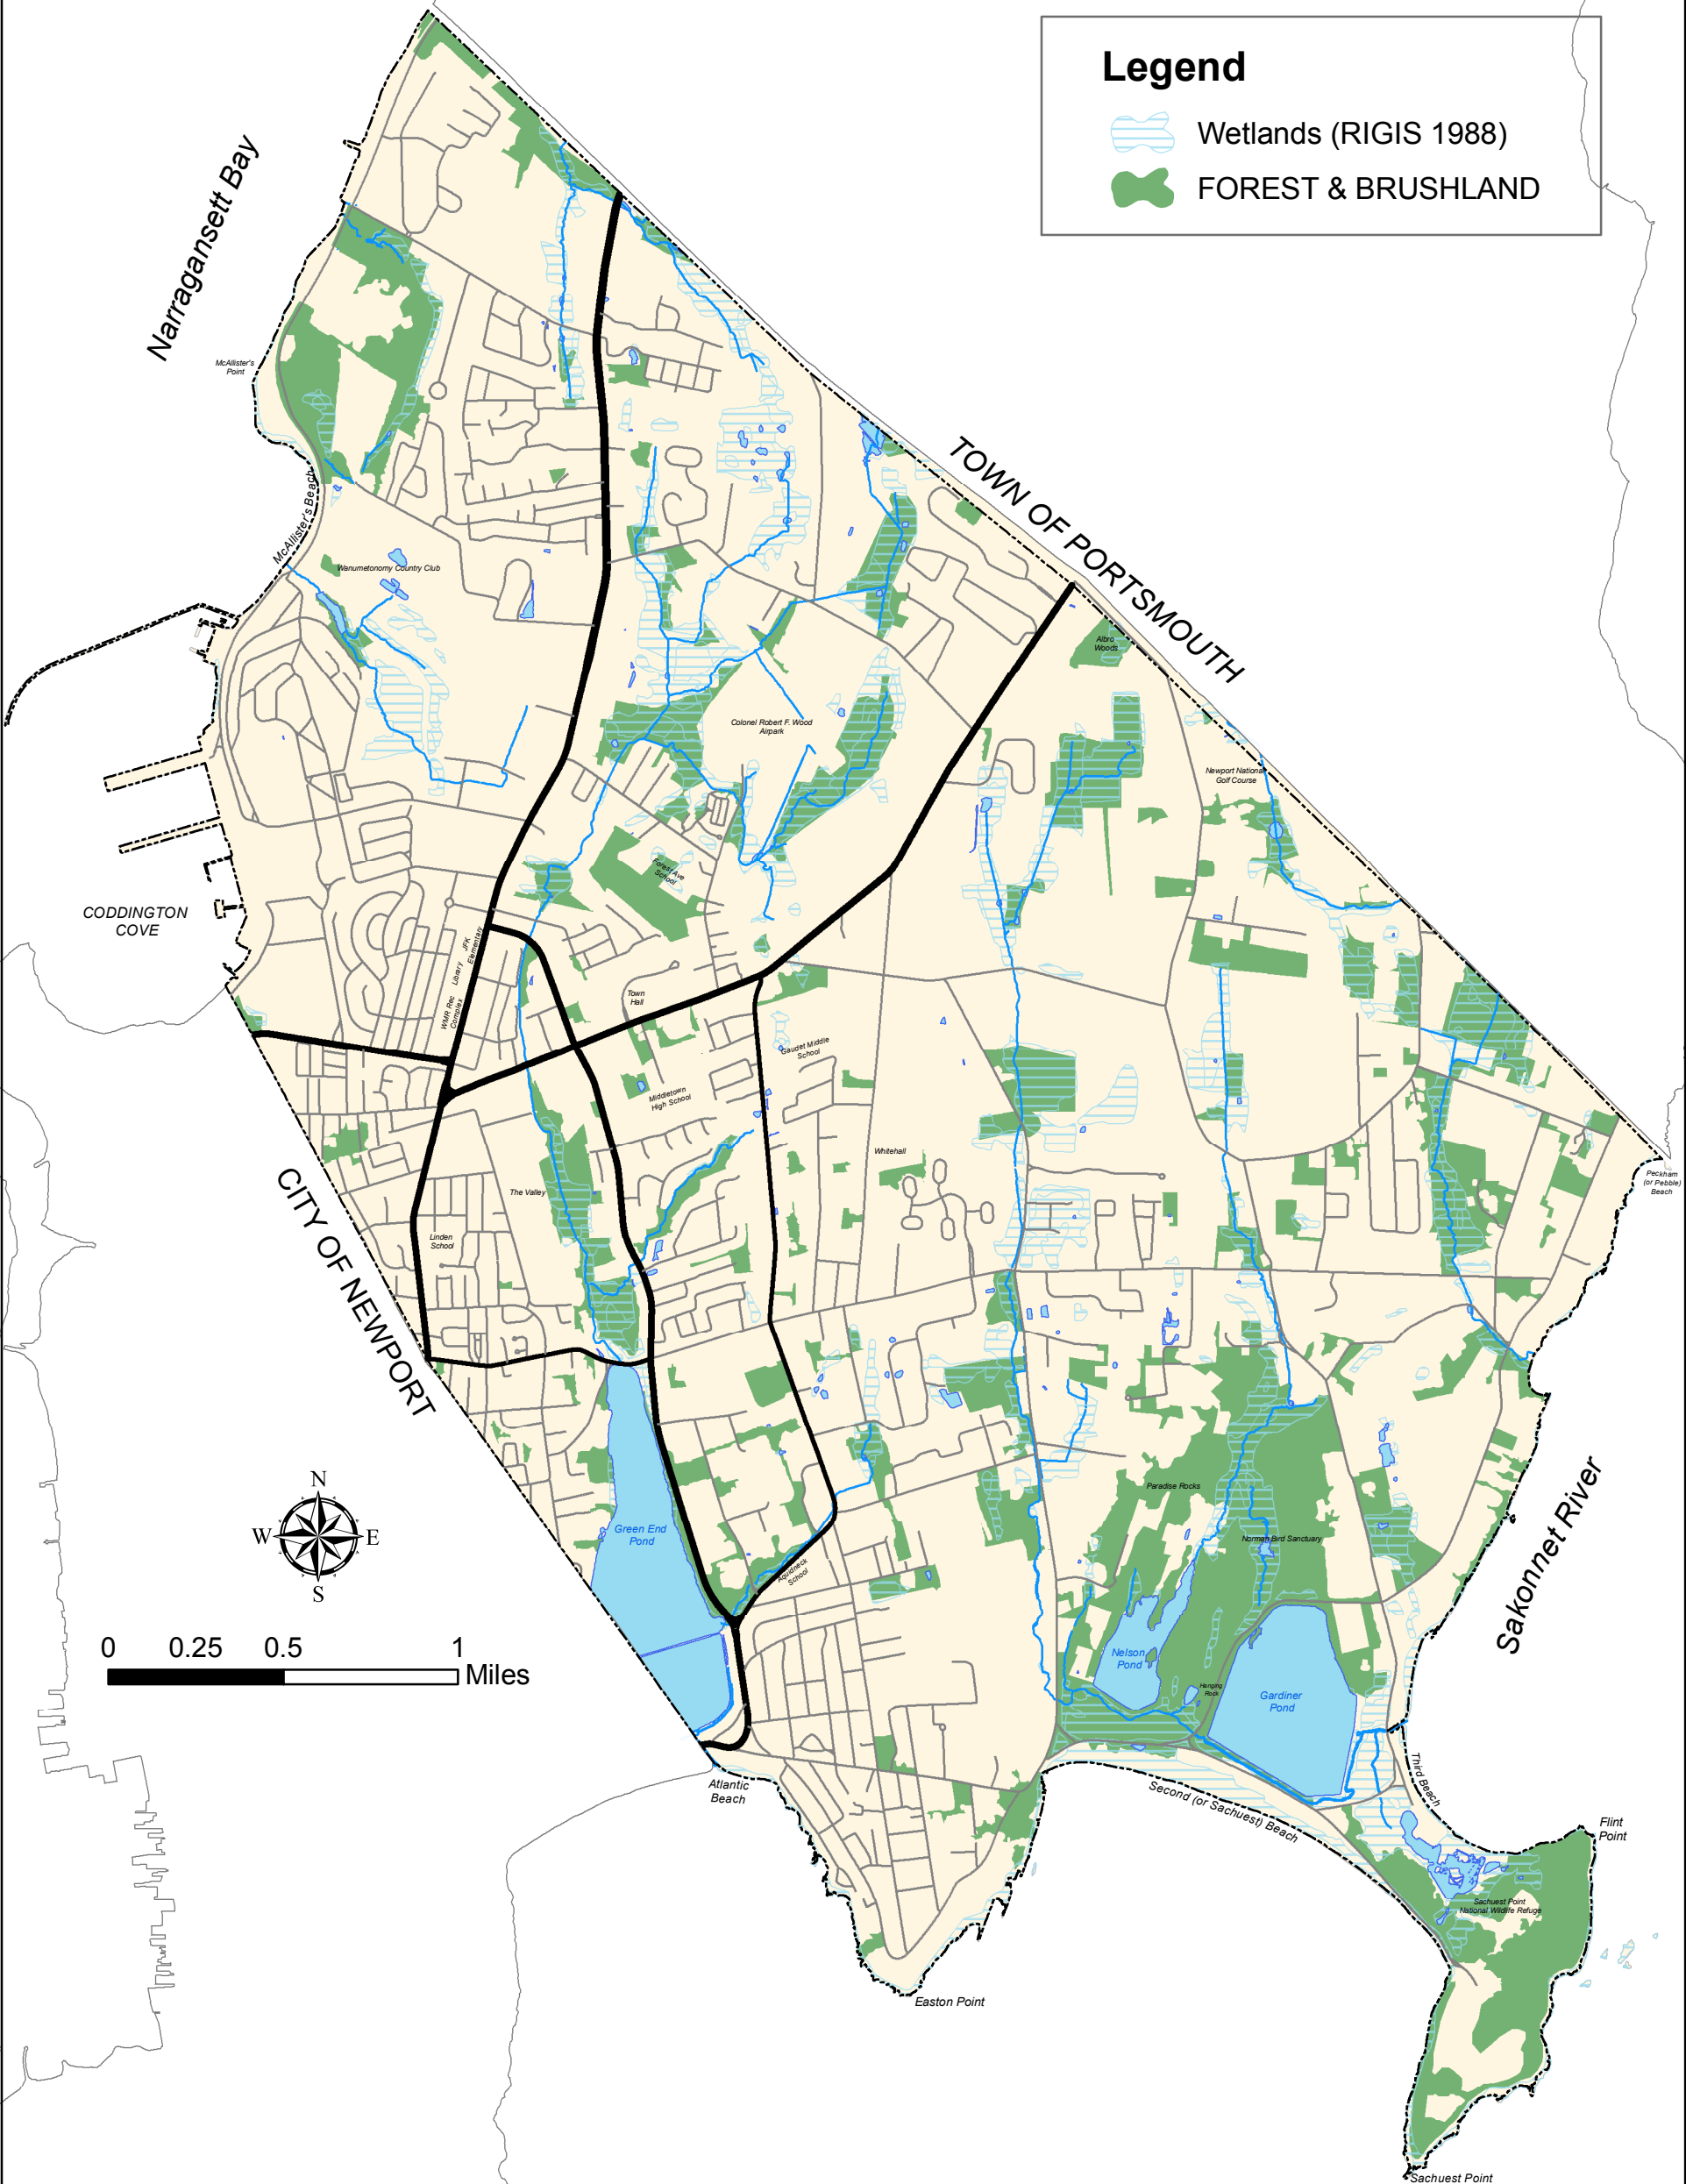 Legend
Wetlands (RIGIS 1988)
FOREST & BRUSHLAND
Narragansett Bay
McAllister's
Point
McAllister's Beach
Wanumetonomy Country Club
TOWN OF PORTSMOUTH
Albro
Woods
Colonel Robert F. Wood
Airpark
Newport National
Golf Course
Forest Ave
School
CODDINGTON
COVE
JFK
Elementary
Library
WMR Rec
Complex
Town
Hall
Gaudet Middle
School
Middletown
High School
Whitehall
Peckham
(or Pebble)
Beach
The Valley
Linden
School
CITY OF NEWPORT
Paradise Rocks
Norman Bird Sanctuary
Green End
Pond
Aquidneck
School
Sakonnet River
N
W
E
S
0 0.25 0.5 1
Miles
Nelson
Pond
Hanging
Rock
Gardiner
Pond
Atlantic
Beach
Second (or Sachuest) Beach
Third Beach
Flint
Point
Sachuest Point
National Wildlife Refuge
Easton Point
Sachuest Point